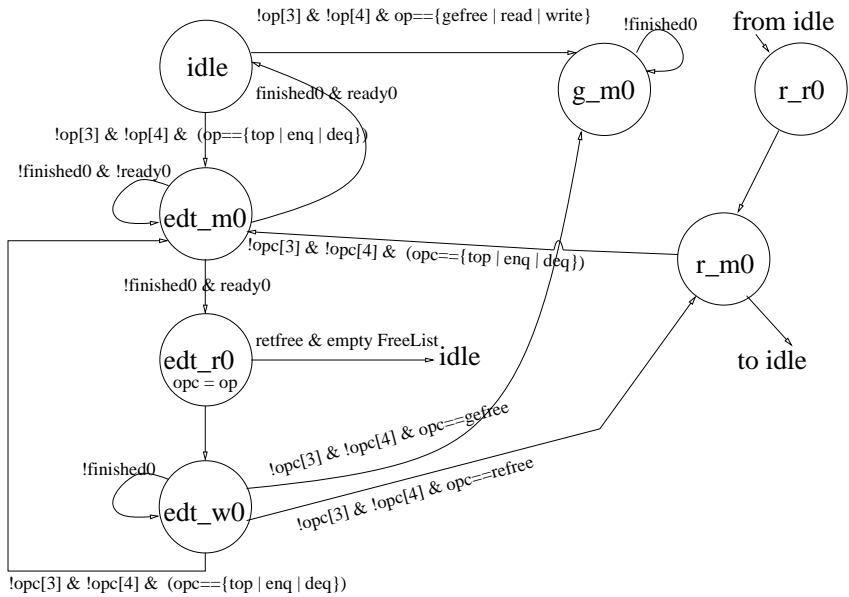 !op[3] & !op[4] & op=={gefree | read | write}
!finished0
from idle
idle
g_m0
r_r0
finished0 & ready0
!op[3] & !op[4] & (op=={top | enq | deq})
!finished0 & !ready0
edt_m0
!opc[3] & !opc[4] & (opc=={top | enq | deq})
r_m0
!finished0 & ready0
edt_r0
opc = op
retfree & empty FreeList
idle
to idle
!opc[3] & !opc[4] & opc==gefree
!finished0
edt_w0
!opc[3] & !opc[4] & opc==refree
!opc[3] & !opc[4] & (opc=={top | enq | deq})